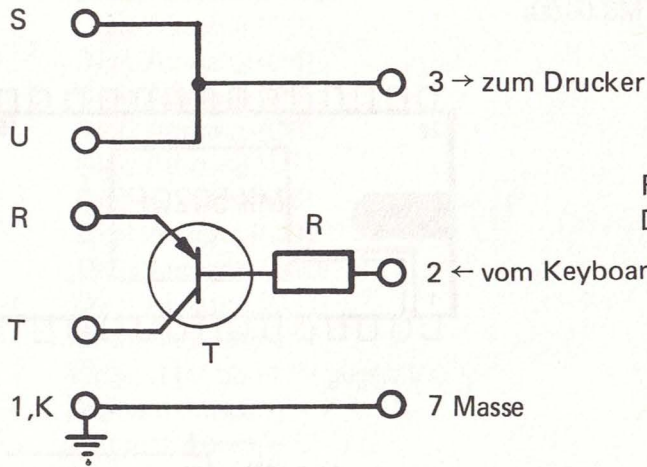 S
3 → zum Drucker
U
R
R
2 ← vom Keyboar
T
T
1,K
7 Masse